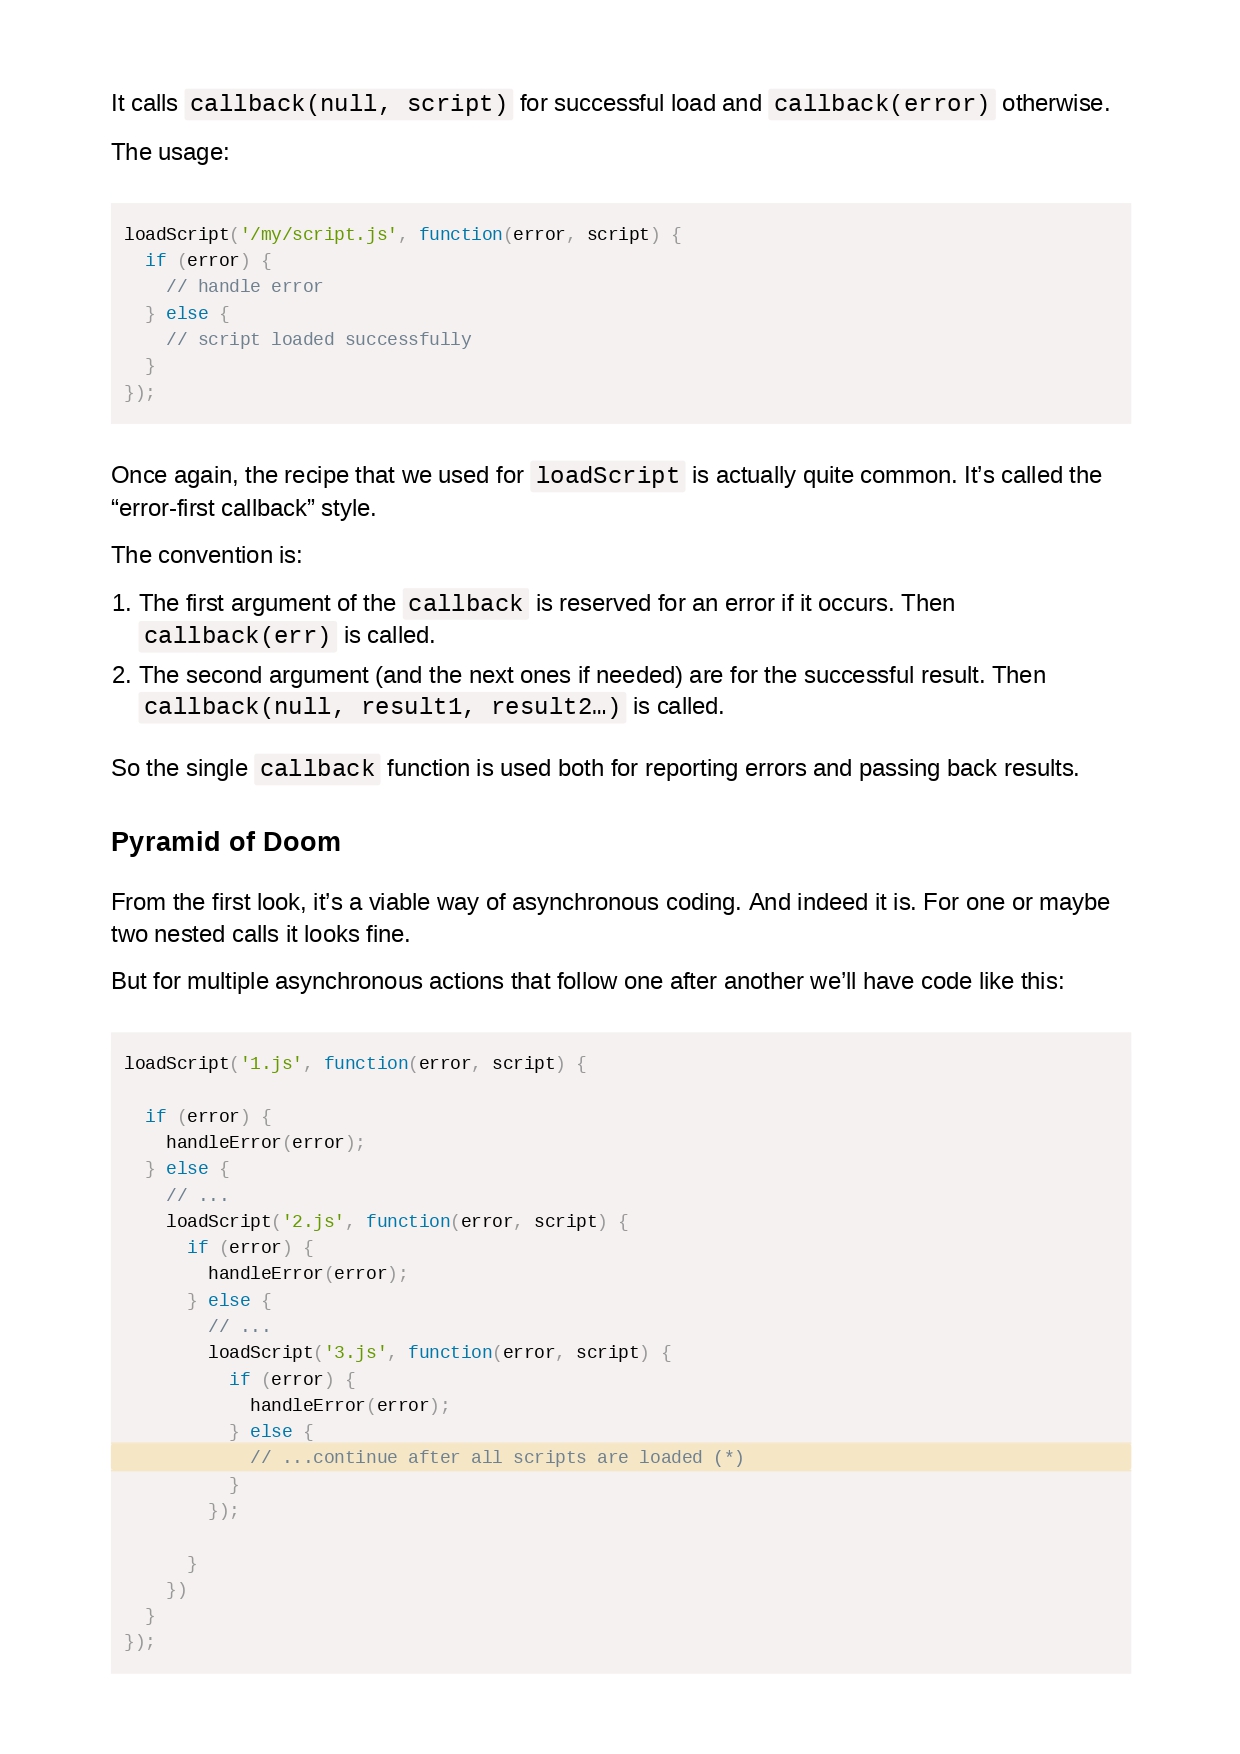 It calls callback(null, script) for successful load and callback(error) otherwise.
The usage:
loadScript('/my/script.js', function(error, script) {
  if (error) {
    // handle error
  } else {
    // script loaded successfully
  }
});
Once again, the recipe that we used for loadScript is actually quite common. It’s called the
“error-first callback” style.
The convention is:
1. The first argument of the callback is reserved for an error if it occurs. Then
callback(err) is called.
2. The second argument (and the next ones if needed) are for the successful result. Then
callback(null, result1, result2…) is called.
So the single callback function is used both for reporting errors and passing back results.
Pyramid of Doom
From the first look, it’s a viable way of asynchronous coding. And indeed it is. For one or maybe
two nested calls it looks fine.
But for multiple asynchronous actions that follow one after another we’ll have code like this:
loadScript('1.js', function(error, script) {

  if (error) {
    handleError(error);
  } else {
    // ...
    loadScript('2.js', function(error, script) {
      if (error) {
        handleError(error);
      } else {
        // ...
        loadScript('3.js', function(error, script) {
          if (error) {
            handleError(error);
          } else {
            // ...continue after all scripts are loaded (*)
          }
        });

      }
    })
  }
});